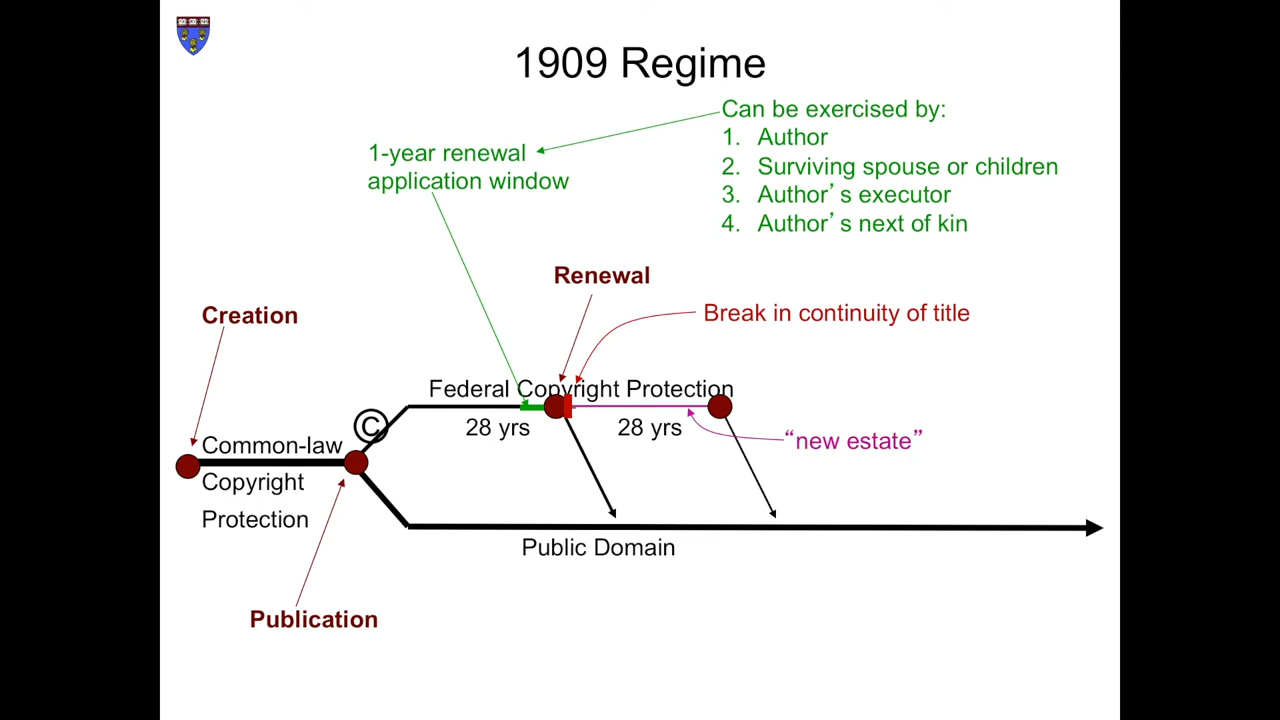 1909 Regime
Can be exercised by:
1. Author
2. Surviving spouse or children
3. Author's executor
4. Author's next of kin
1-year renewal
application window
Renewal
Break in continuity of title
Creation
Federal Copyright Protection
28 yrs
28 yrs
“new estate”
©
Common-law
Copyright
Protection
Public Domain
Publication